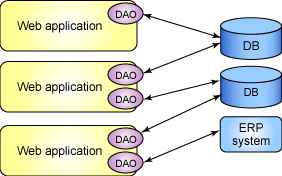 DAO
Web application
DB
DAO
Web application
DAO
DB
DAO
Web application
DAO
ERP
system